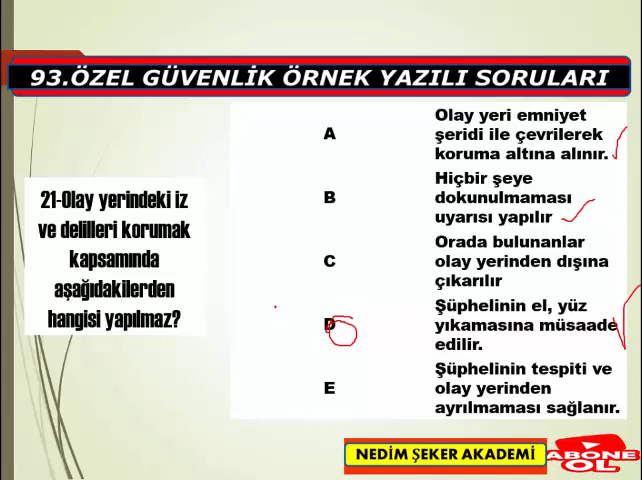 93.ÖZEL GÜVENLİK ÖRNEK YAZILI SORULARI
21-Olay yerindeki iz
ve delilleri korumak
kapsamında
aşağıdakilerden
hangisi yapılmaz?
A
Olay yeri emniyet
şeridi ile çevrilerek
koruma altına alınır.
B
Hiçbir şeye
dokunulmaması
uyarısı yapılır
C
Orada bulunanlar
olay yerinden dışına
çıkarılır
D
Şüphelinin el, yüz
yıkamasına müsaade
edilir.
E
Şüphelinin tespiti ve
olay yerinden
ayrılmaması sağlanır.
NEDİM ŞEKER AKADEMİ
ABONE
OL